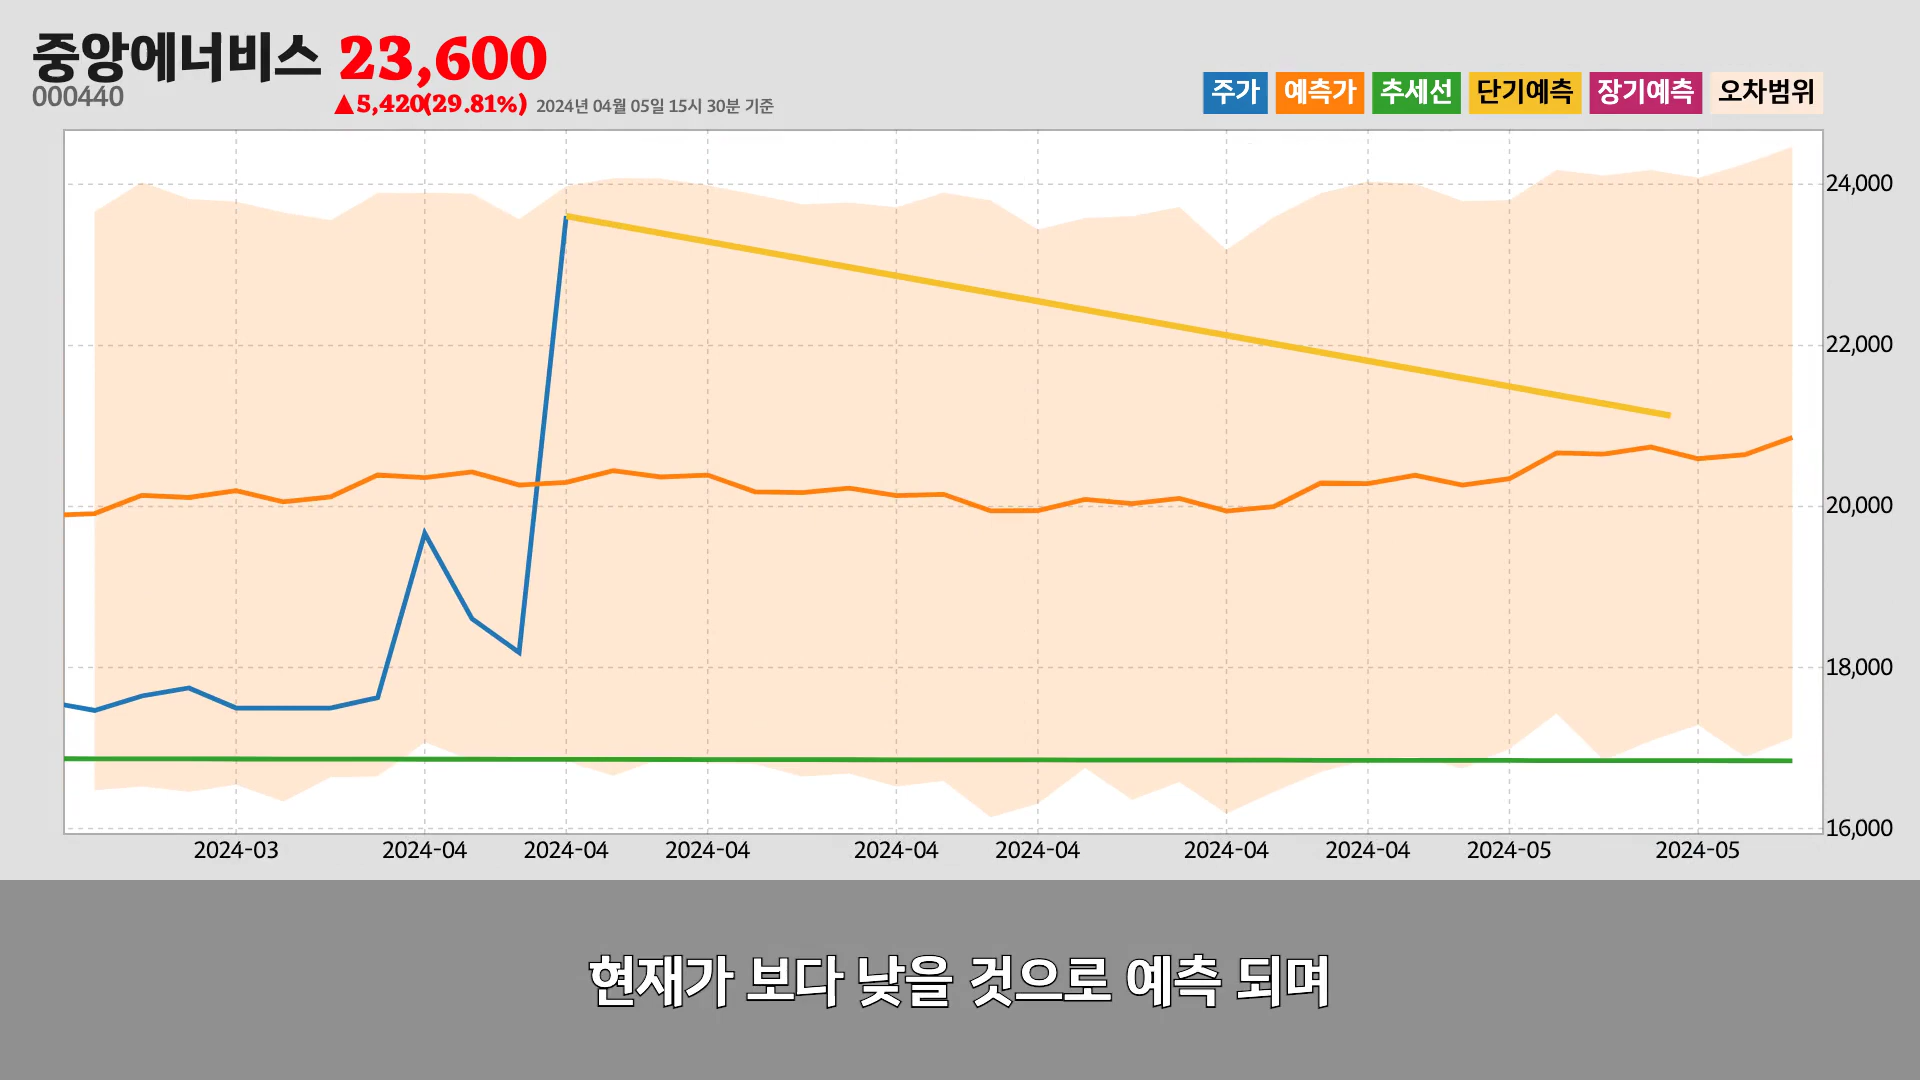 중앙에너비스 23,600
000440
▲5,420(29.81%) 2024년 04월 05일 15시 30분 기준
주가 예측가 추세선 단기예측 장기예측 오차범위
24,000
22,000
20,000
18,000
16,000
2024-03 2024-04 2024-04 2024-04 2024-04 2024-04 2024-04 2024-04 2024-05 2024-05
현재가 보다 낮을 것으로 예측 되며